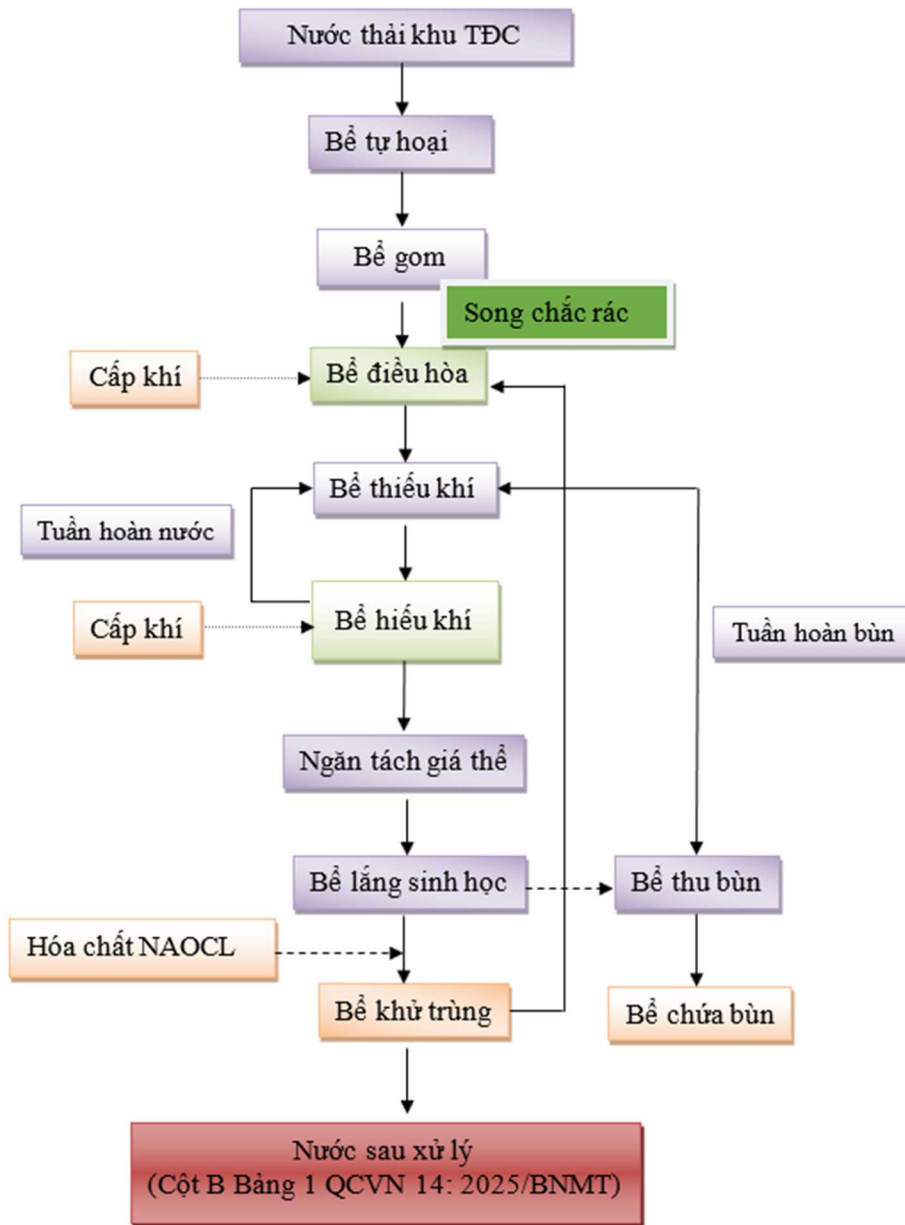 Nước thải khu TĐC
Bể tự hoại
Bể gom
Song chắc rác
Cấp khí
Bể điều hòa
Bể thiếu khí
Tuần hoàn nước
Cấp khí
Bể hiếu khí
Tuần hoàn bùn
Ngăn tách giá thể
Bể lắng sinh học
Bể thu bùn
Hóa chất NAOCL
Bể khử trùng
Bể chứa bùn
Nước sau xử lý
(Cột B Bảng 1 QCVN 14: 2025/BNMT)